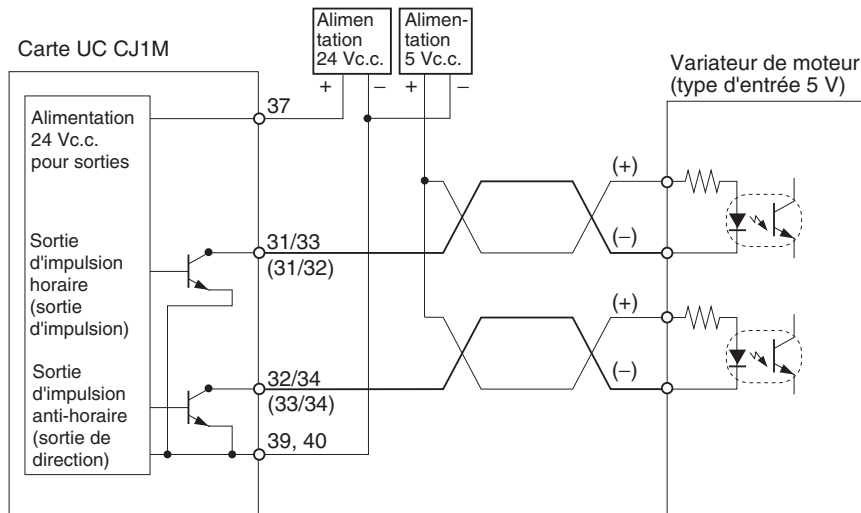 Carte UC CJ1M
Alimen
tation
24 Vc.c.
+
–
Alimen-
tation
5 Vc.c.
+
–
Variateur de moteur
(type d'entrée 5 V)
Alimentation
24 Vc.c.
pour sorties
37
Sortie
d'impulsion
horaire
(sortie
d'impulsion)
31/33
(31/32)
(+)
(–)
Sortie
d'impulsion
anti-horaire
(sortie de
direction)
32/34
(33/34)
39, 40
(+)
(–)